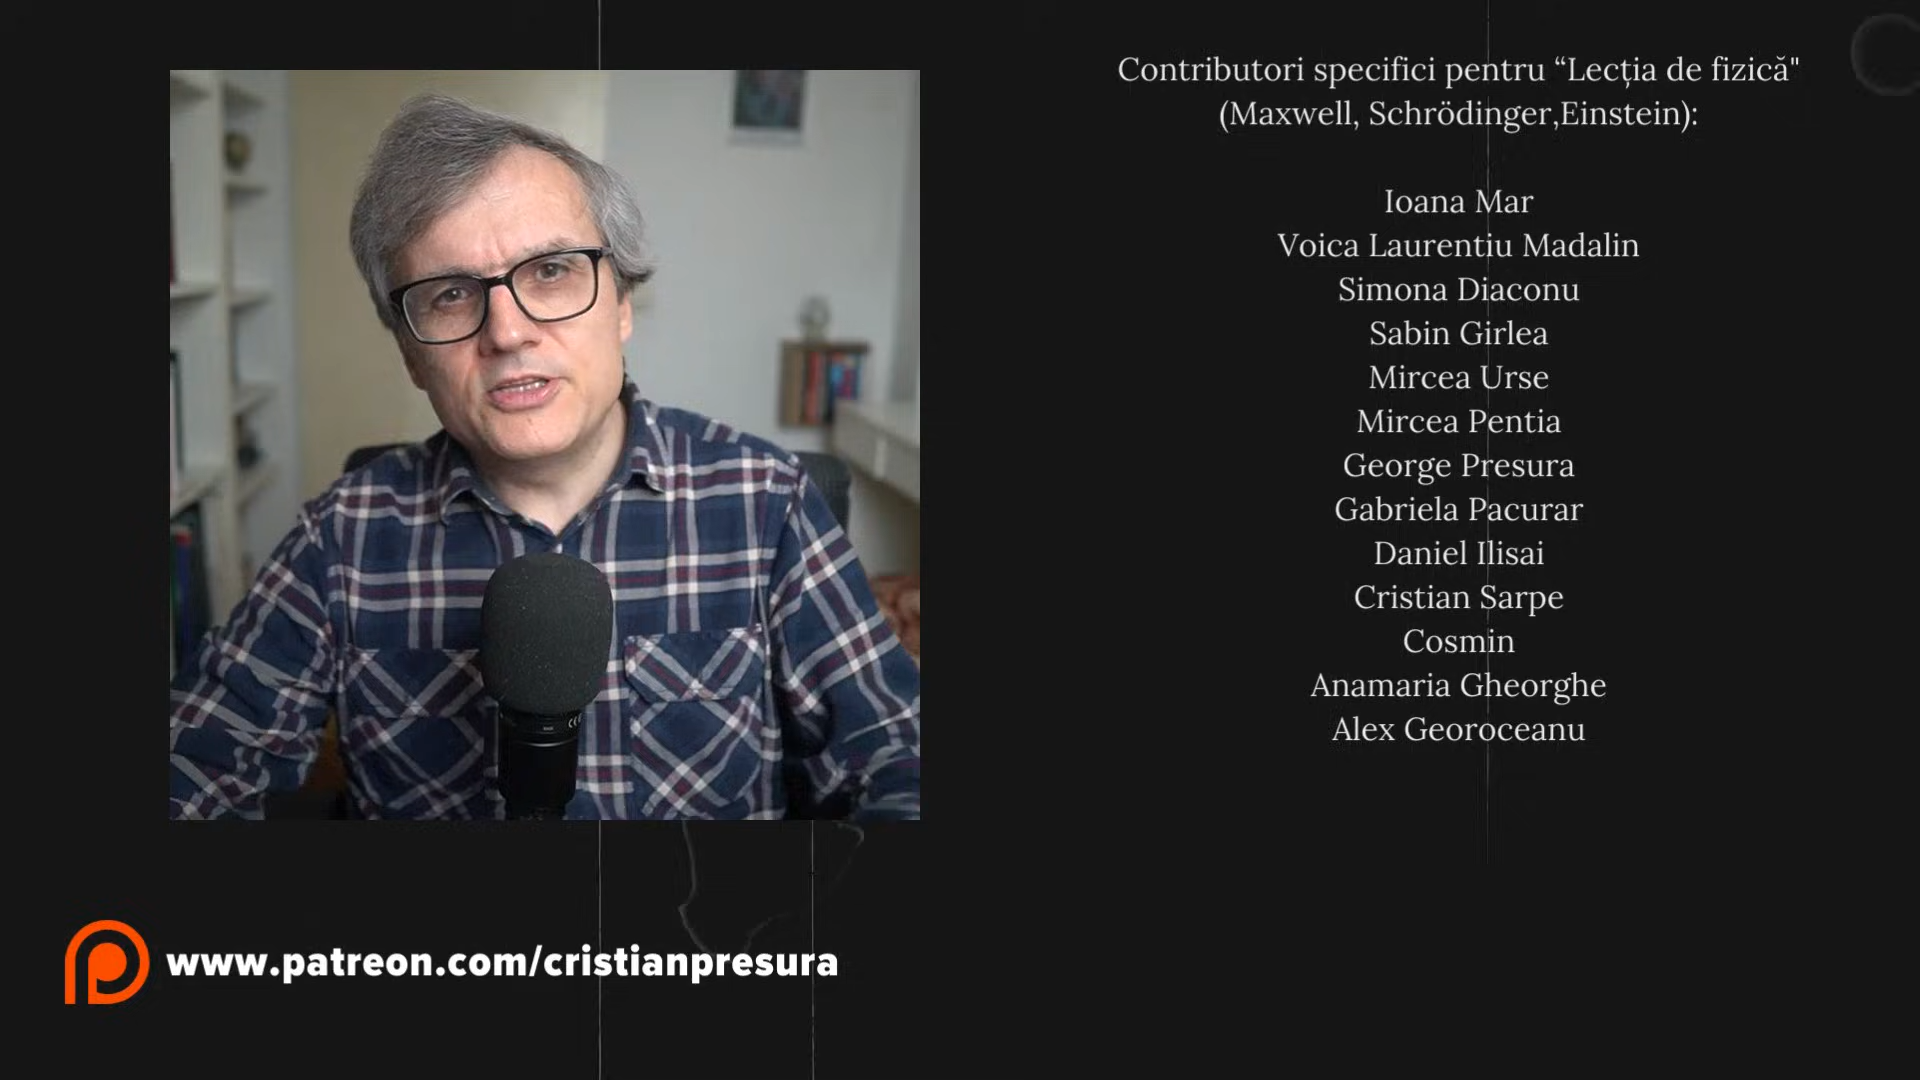 Contributori specifici pentru “Lecția de fizică"
(Maxwell, Schrödinger,Einstein):
Ioana Mar
Voica Laurentiu Madalin
Simona Diaconu
Sabin Girlea
Mircea Urse
Mircea Pentia
George Presura
Gabriela Pacurar
Daniel Ilisai
Cristian Sarpe
Cosmin
Anamaria Gheorghe
Alex Georoceanu
www.patreon.com/cristianpresura